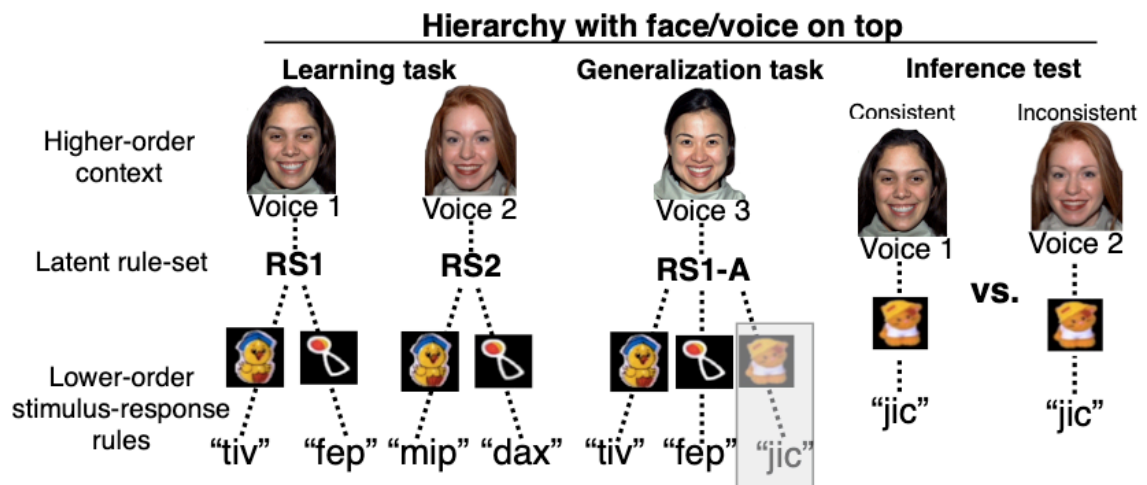 Hierarchy with face/voice on top
Learning task
Generalization task
Inference test
Higher-order
context
Consistent
Inconsistent
Voice 1
Voice 2
Voice 3
Voice 1
Voice 2
Latent rule-set
RS1
RS2
RS1-A
vs.
Lower-order
stimulus-response
rules
“tiv”
“fep”
“mip”
“dax”
“tiv”
“fep”
“jic”
“jic”
“jic”